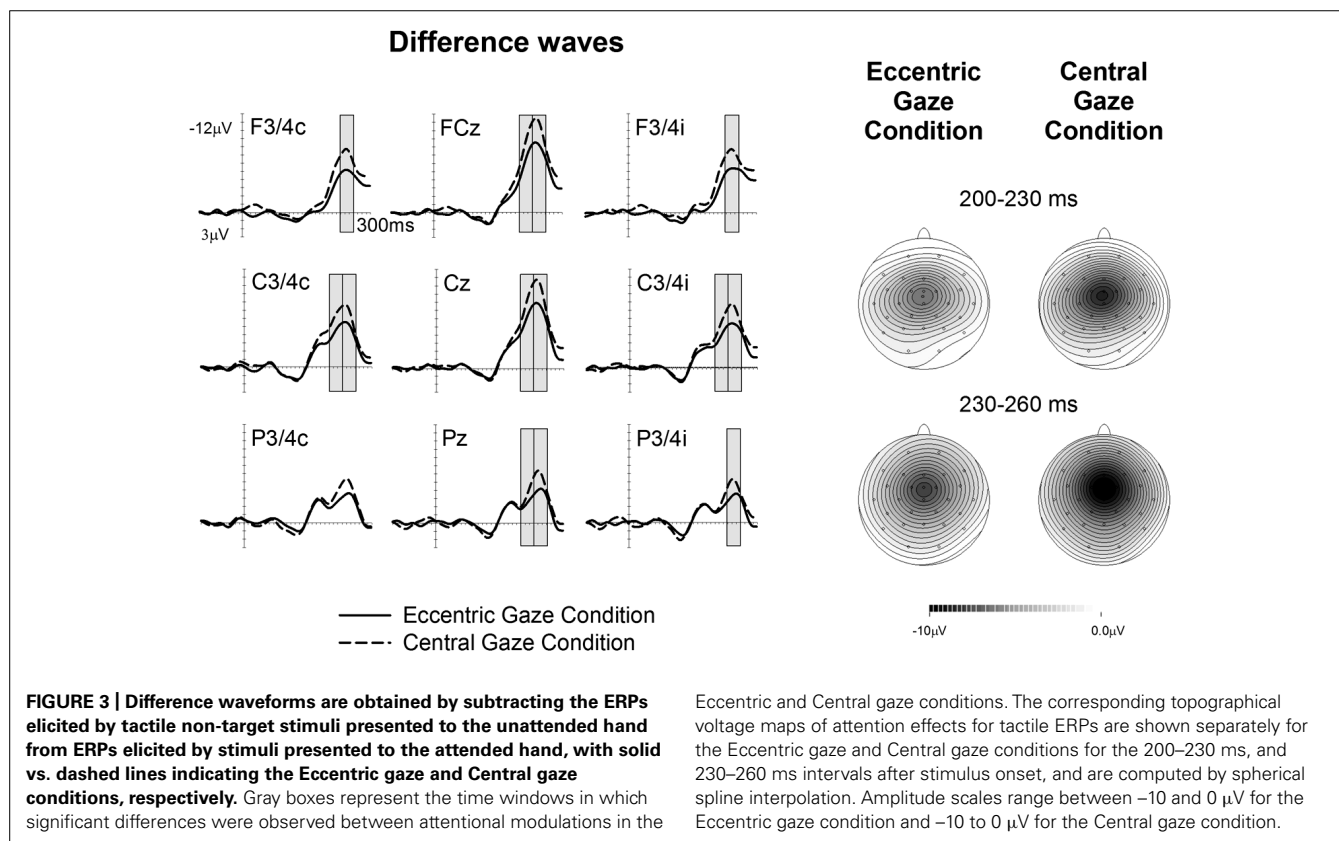 Difference waves
Eccentric
Gaze
Condition
Central
Gaze
Condition
-12μV
F3/4c
FCz
F3/4i
3μV
300ms
200-230 ms
C3/4c
Cz
C3/4i
230-260 ms
P3/4c
Pz
P3/4i
Eccentric Gaze Condition
Central Gaze Condition
-10μV
0.0μV
FIGURE 3 | Difference waveforms are obtained by subtracting the ERPs
elicited by tactile non-target stimuli presented to the unattended hand
from ERPs elicited by stimuli presented to the attended hand, with solid
vs. dashed lines indicating the Eccentric gaze and Central gaze
conditions, respectively. Gray boxes represent the time windows in which
significant differences were observed between attentional modulations in the
Eccentric and Central gaze conditions. The corresponding topographical
voltage maps of attention effects for tactile ERPs are shown separately for
the Eccentric gaze and Central gaze conditions for the 200–230 ms, and
230–260 ms intervals after stimulus onset, and are computed by spherical
spline interpolation. Amplitude scales range between –10 and 0 μV for the
Eccentric gaze condition and –10 to 0 μV for the Central gaze condition.